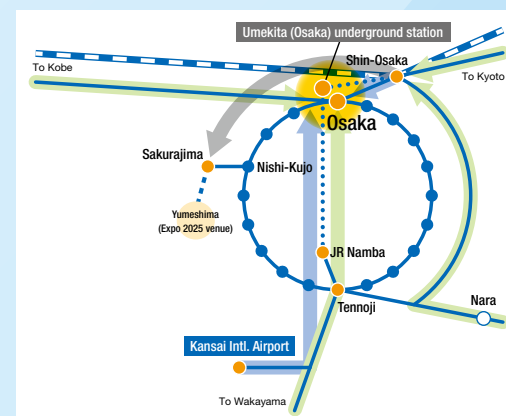 Umekita (Osaka) underground station
Shin-Osaka
To Kobe
To Kyoto
Osaka
Sakurajima
Nishi-Kujo
Yumeshima
(Expo 2025 venue)
JR Namba
Nara
Tennoji
Kansai Intl. Airport
To Wakayama